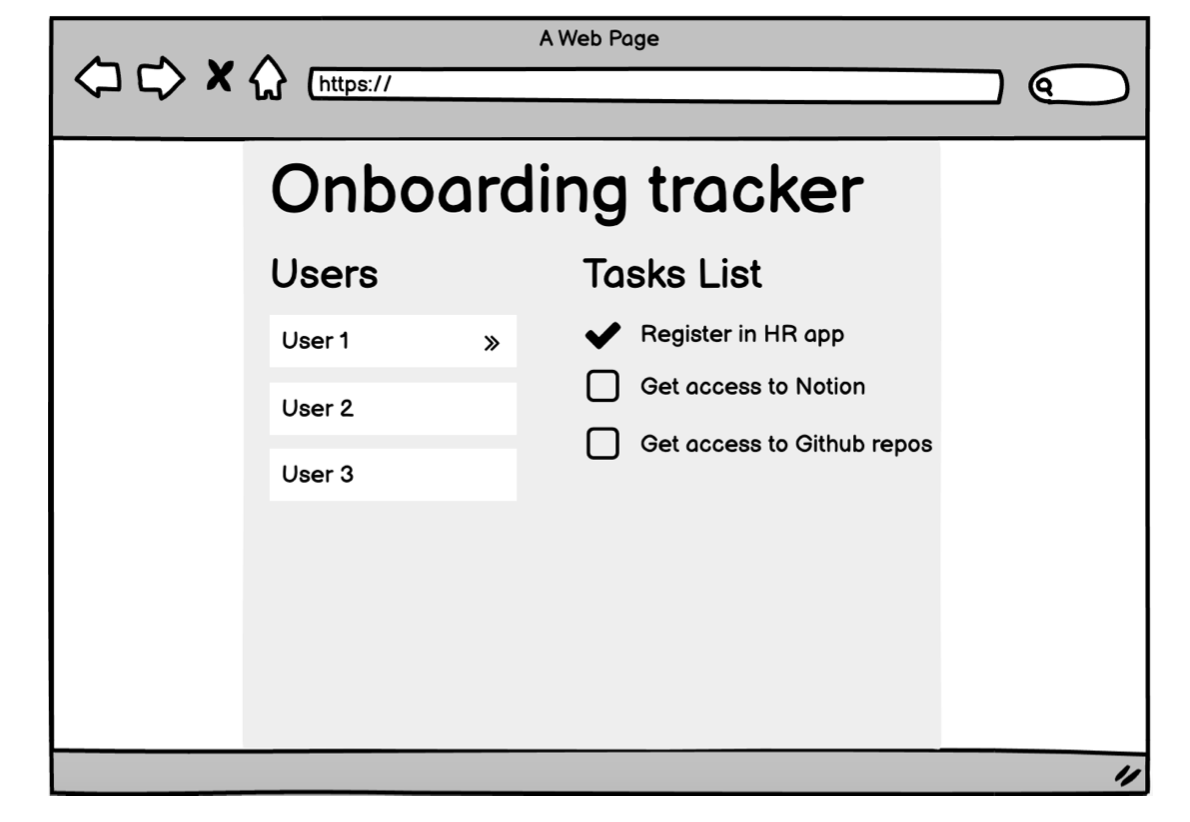 A Web Page
https://
Onboarding tracker
Users
User 1
User 2
User 3
Tasks List
Register in HR app
Get access to Notion
Get access to Github repos